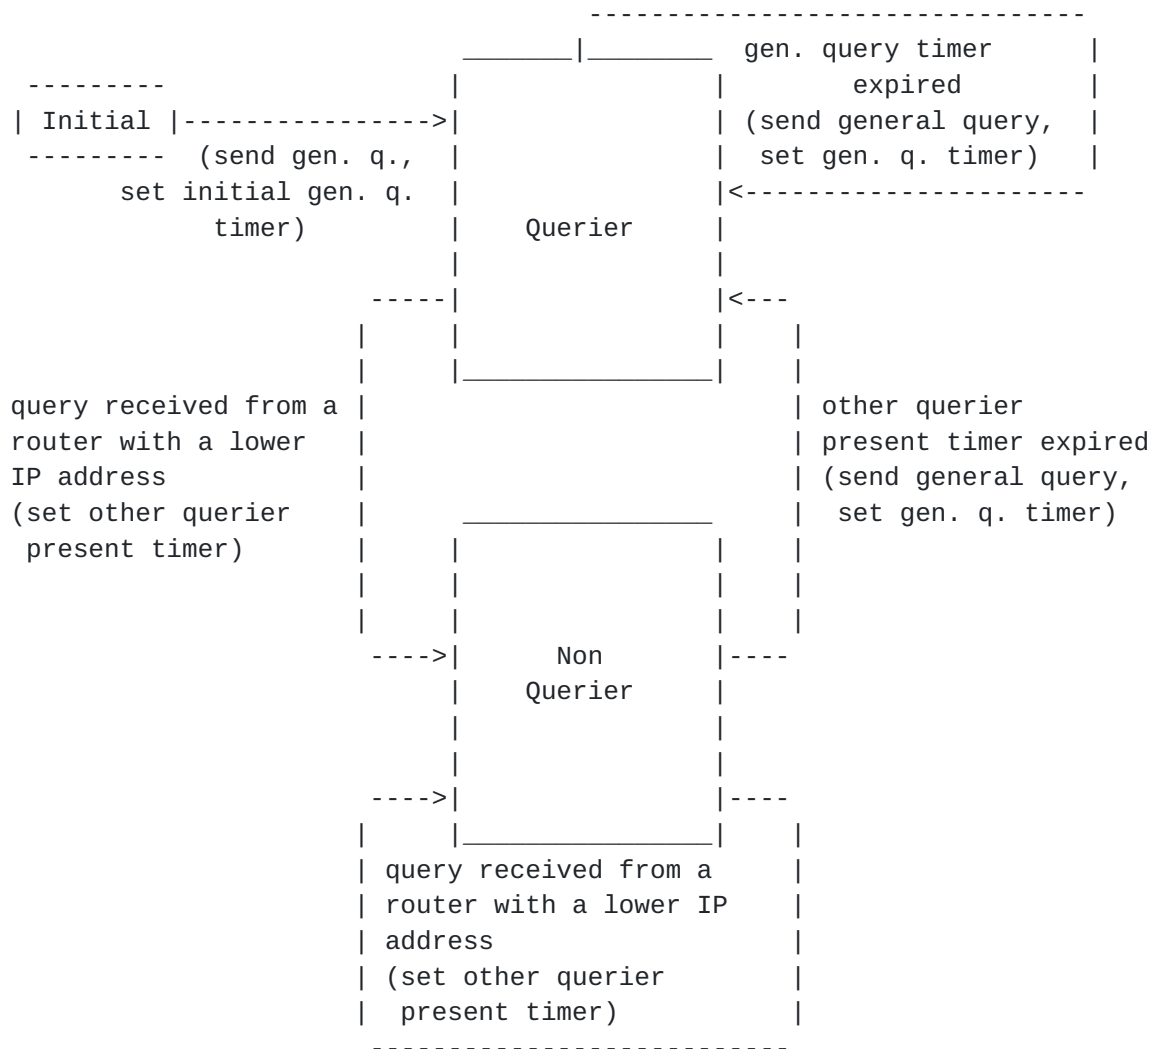 gen. query timer
expired
Initial
(send general query,
(send gen. q.,
set gen. q. timer)
set initial gen. q.
timer)
Querier
query received from a
other querier
router with a lower
present timer expired
IP address
(send general query,
(set other querier
set gen. q. timer)
present timer)
Non
Querier
query received from a
router with a lower IP
address
(set other querier
present timer)